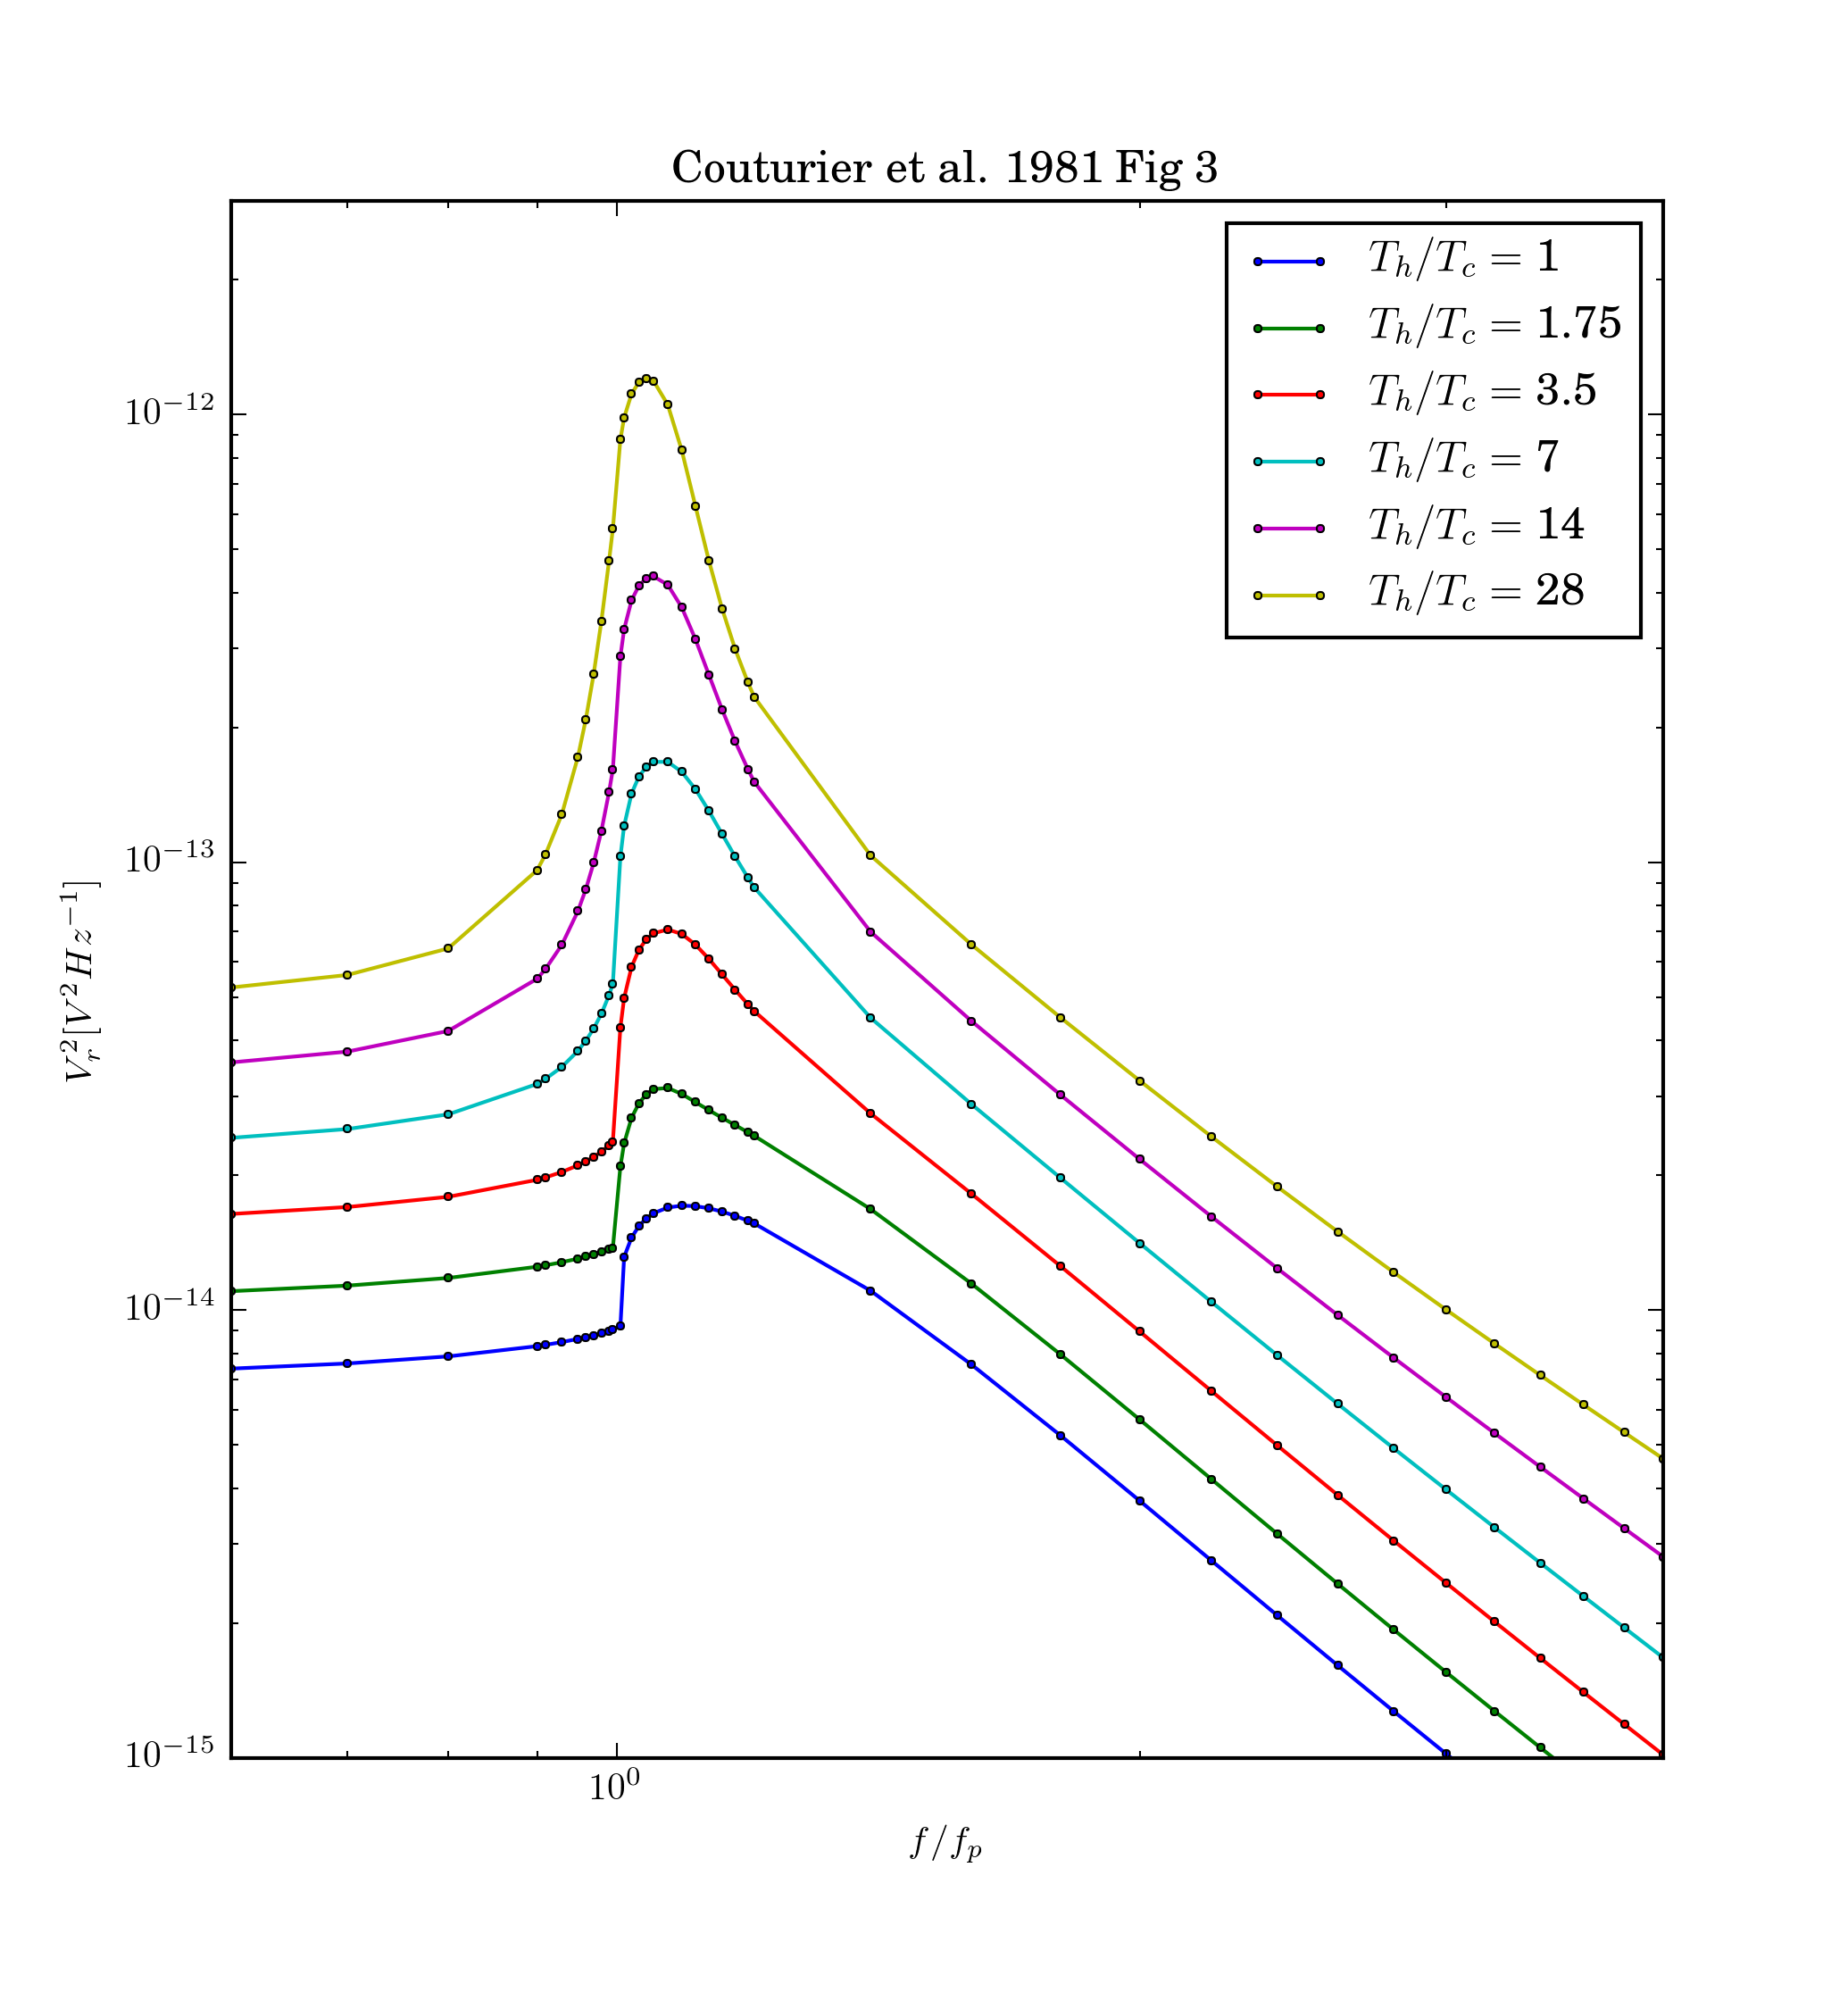 Couturier et al. 1981 Fig 3
$T_h/T_c = 1$
$T_h/T_c = 1.75$
$T_h/T_c = 3.5$
$T_h/T_c = 7$
$T_h/T_c = 14$
$T_h/T_c = 28$
$10^{-12}$
$10^{-13}$
$10^{-14}$
$10^{-15}$
$V_r^2[V^2Hz^{-1}]$
$10^0$
$f/f_p$